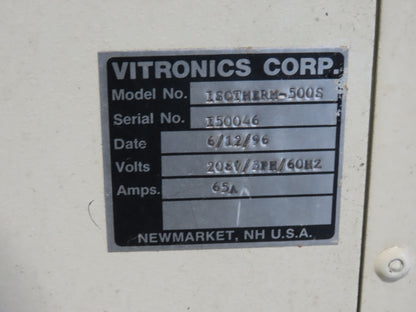 VITRONICS CORP.
Model No. ISOTHERM-500S
Serial No. I50046
Date 6/12/96
Volts 208V/3PH/60HZ
Amps. 65A
NEWMARKET, NH U.S.A.